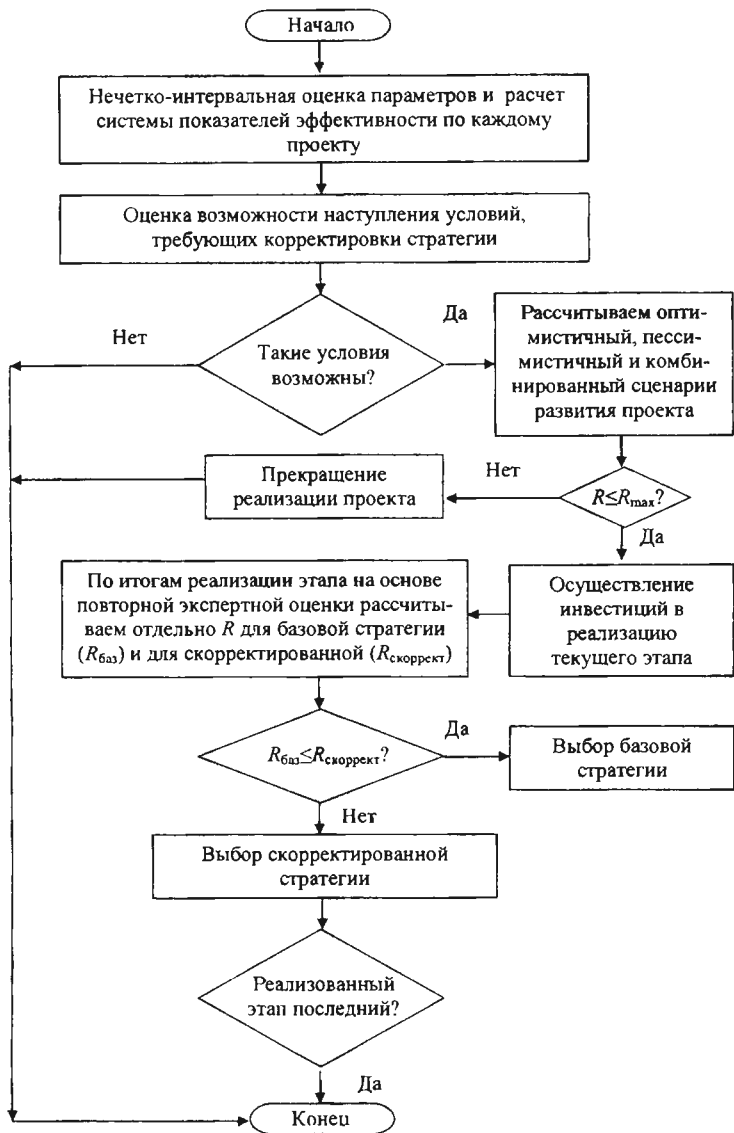 Начало
Нечетко-интервальная оценка параметров и расчет
системы показателей эффективности по каждому
проекту
Оценка возможности наступления условий,
требующих корректировки стратегии
Нет
Такие условия
возможны?
Да
Рассчитываем опти-
мистичный, песси-
мистичный и комби-
нированный сценарии
развития проекта
Прекращение
реализации проекта
Нет
R≤Rmax?
Да
По итогам реализации этапа на основе
повторной экспертной оценки рассчиты-
ваем отдельно R для базовой стратегии
(Rбаз) и для скорректированной (Rскоррект)
Осуществление
инвестиций в
реализацию
текущего этапа
Rбаз≤Rскоррект?
Да
Выбор базовой
стратегии
Нет
Выбор скорректированной
стратегии
Реализованный
этап последний?
Да
Конец